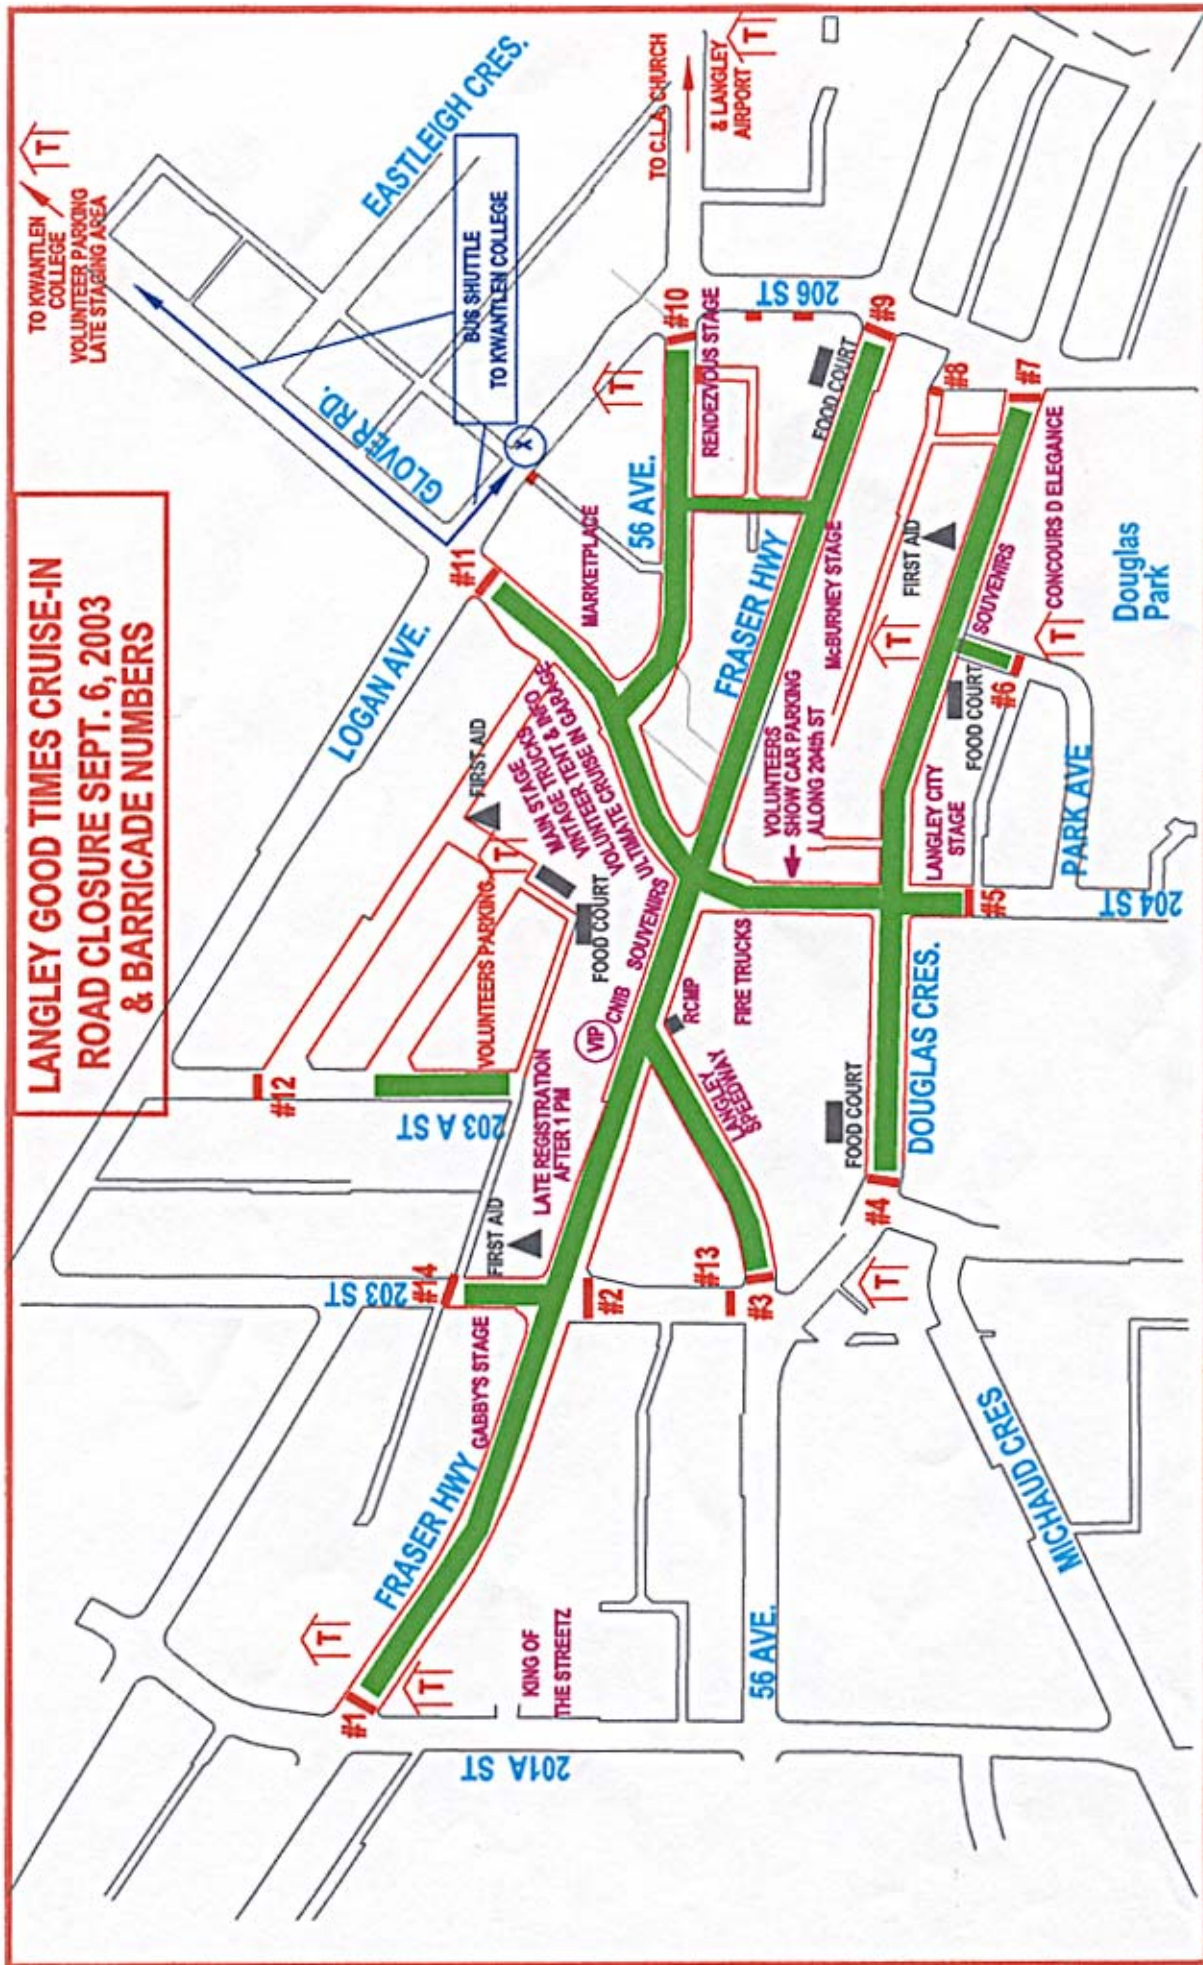 LANGLEY GOOD TIMES CRUISE-IN
ROAD CLOSURE SEPT. 6, 2003
& BARRICADE NUMBERS
TO KWANTLEN
COLLEGE
VOLUNTEER PARKING
LATE STAGING AREA
T
EASTLEIGH CRES.
GLOVER RD.
BUS SHUTTLE
TO KWANTLEN COLLEGE
X
TO C.L.A. CHURCH
& LANGLEY
AIRPORT
T
LOGAN AVE.
#11
MARKETPLACE
56 AVE.
T
#10
RENDEZVOUS STAGE
206 ST
FOOD COURT
#9
#12
203 A ST
VOLUNTEERS PARKING
FIRST AID
T
MAIN STAGE
VINTAGE TRUCKS
VOLUNTEER TENT & INFO
ULTIMATE CRUISE IN GARAGE
FOOD COURT
SOUVENIRS
CNIB
VIP
LATE REGISTRATION
AFTER 1 PM
FIRST AID
203 ST
#14
GABBY'S STAGE
FRASER HWY
T
#1
T
KING OF
THE STREETZ
201A ST
56 AVE.
#2
#13
#3
LANGLEY
SPEEDWAY
RCMP
FIRE TRUCKS
VOLUNTEERS
SHOW CAR PARKING
ALONG 204th ST
FRASER HWY
McBURNEY STAGE
FIRST AID
T
#8
#7
CONCOURS D ELEGANCE
SOUVENIRS
T
#6
FOOD COURT
LANGLEY CITY
STAGE
#5
204 ST
PARK AVE
Douglas
Park
DOUGLAS CRES.
FOOD COURT
#4
T
MICHAUD CRES